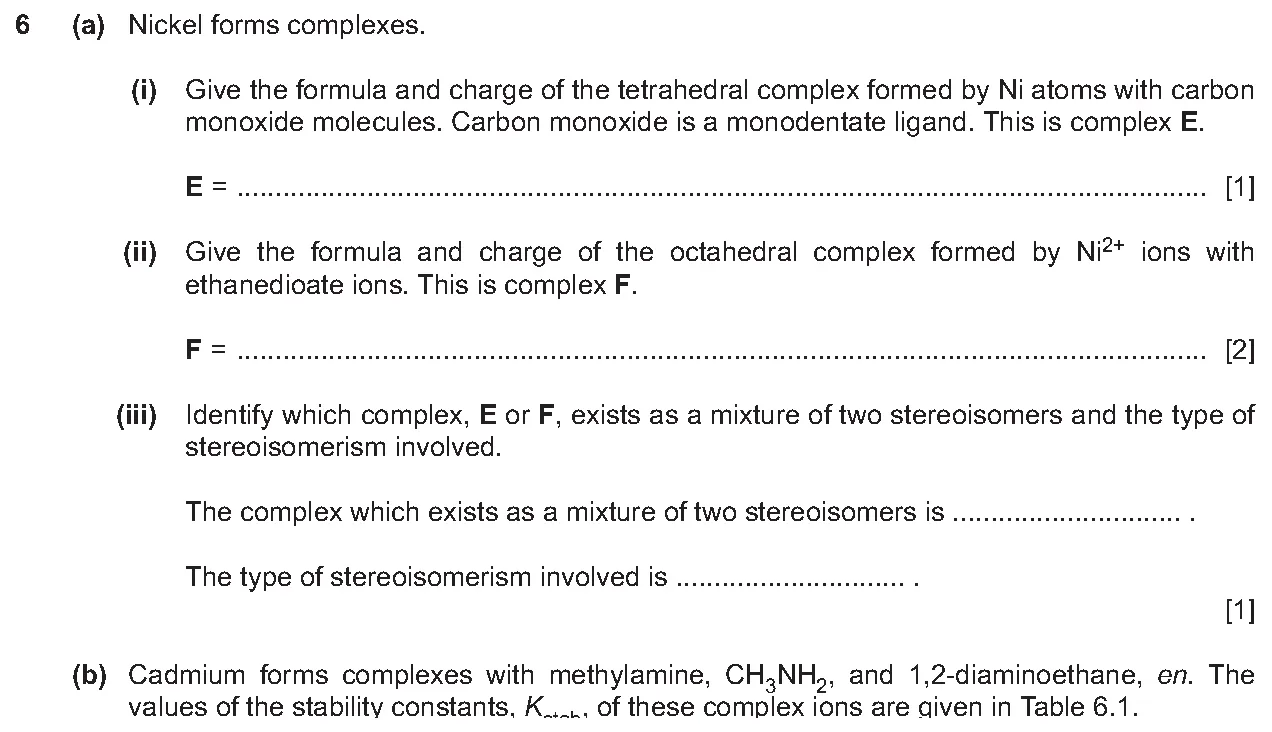 6 (a) Nickel forms complexes.
(i) Give the formula and charge of the tetrahedral complex formed by Ni atoms with carbon
monoxide molecules. Carbon monoxide is a monodentate ligand. This is complex E.
E = ................................................................................................................................ [1]
(ii) Give the formula and charge of the octahedral complex formed by Ni²⁺ ions with
ethanedioate ions. This is complex F.
F = ................................................................................................................................ [2]
(iii) Identify which complex, E or F, exists as a mixture of two stereoisomers and the type of
stereoisomerism involved.
The complex which exists as a mixture of two stereoisomers is .............................. .
The type of stereoisomerism involved is .............................. .
[1]
(b) Cadmium forms complexes with methylamine, CH₃NH₂, and 1,2-diaminoethane, en. The
values of the stability constants, Kstab, of these complex ions are given in Table 6.1.